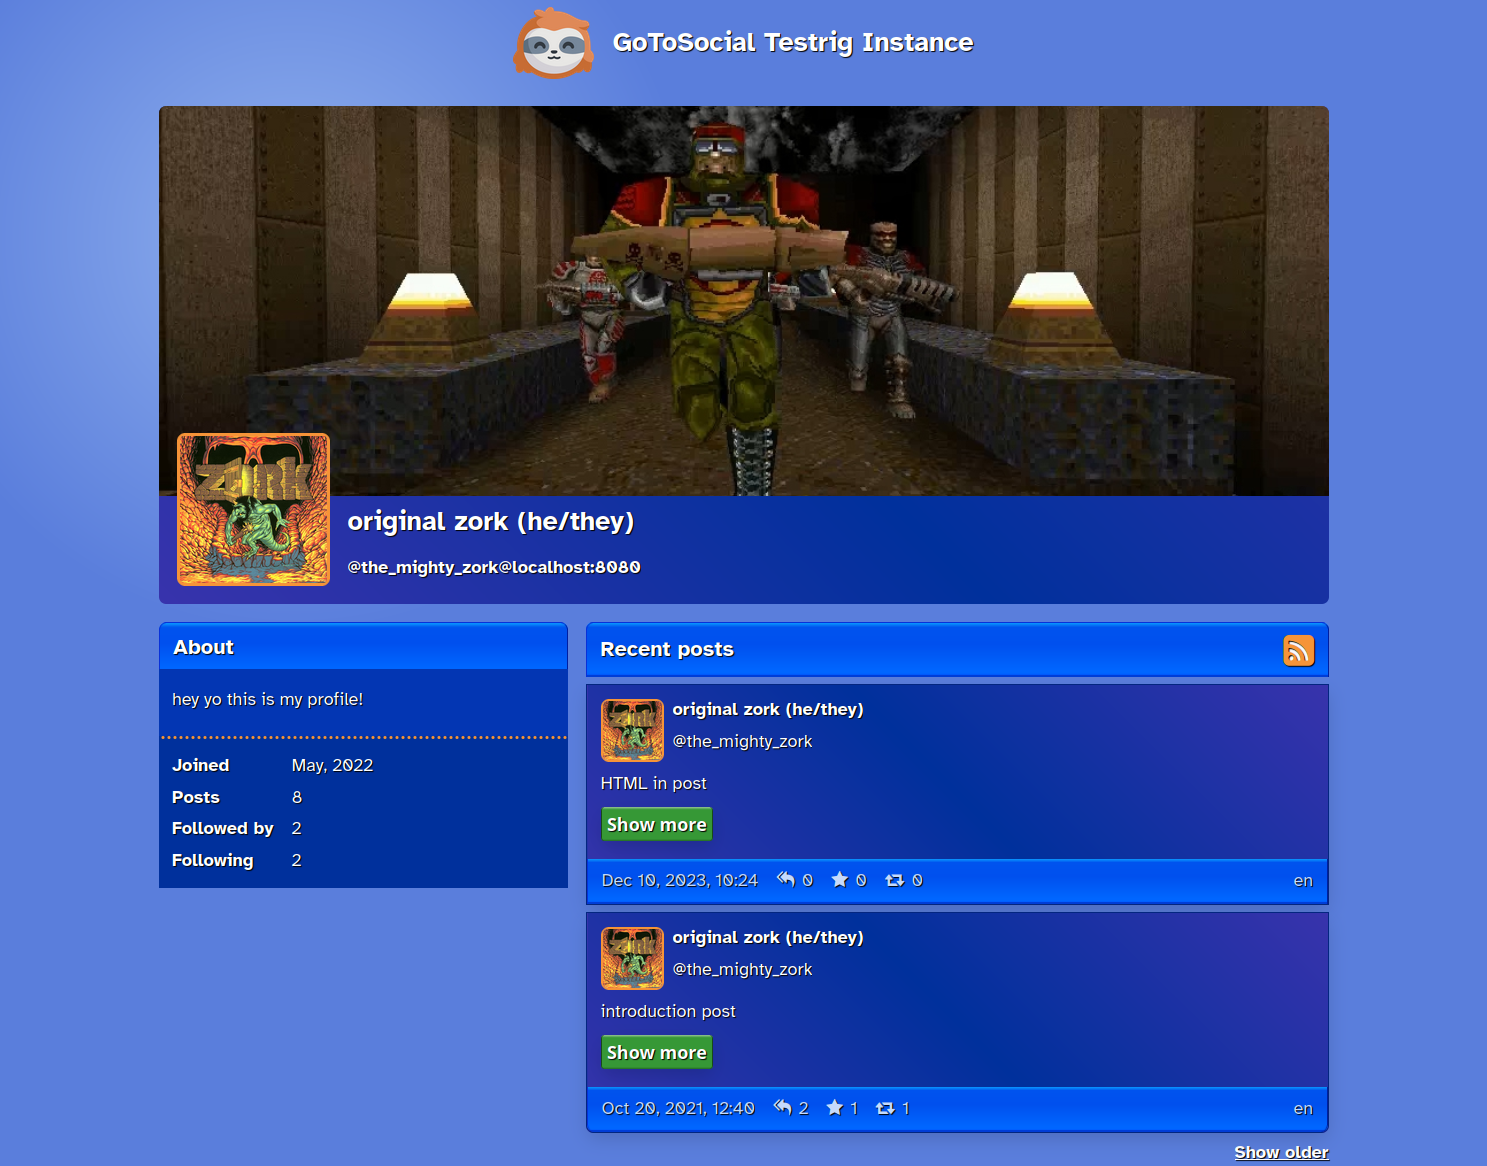 GoToSocial Testrig Instance
ZORK
original zork (he/they)
@the_mighty_zork@localhost:8080
About
hey yo this is my profile!
Joined May, 2022
Posts 8
Followed by 2
Following 2
Recent posts
ZORK
original zork (he/they)
@the_mighty_zork
HTML in post
Show more
Dec 10, 2023, 10:24 0 0 0 en
ZORK
original zork (he/they)
@the_mighty_zork
introduction post
Show more
Oct 20, 2021, 12:40 2 1 1 en
Show older